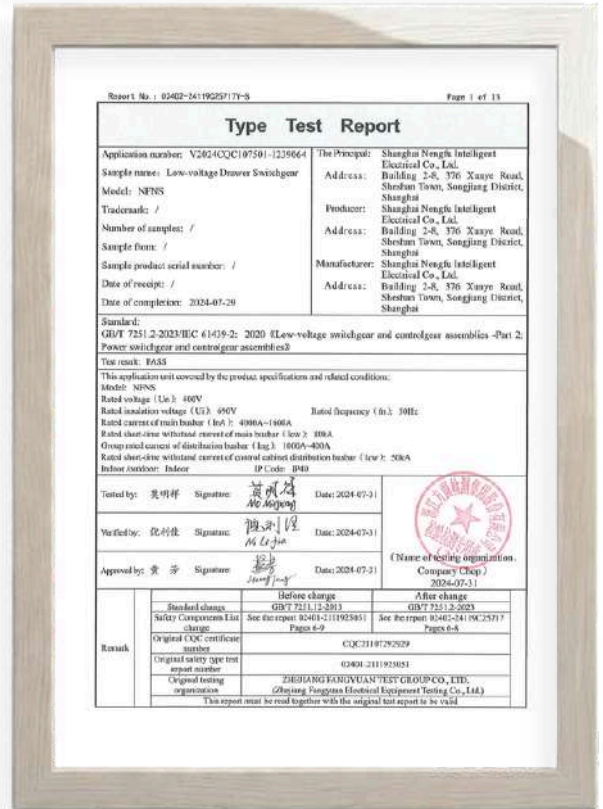 Report No.: 02402-24119C25717Y-S Page 1 of 13
Type Test Report
Application number: V2024CQC107501-1239664
Sample name: Low-voltage Drawer Switchgear
Model: NFNS
Trademark: /
Number of samples: /
Sample from: /
Sample product serial number: /
Date of receipt: /
Date of completion: 2024-07-29
The Principal: Shanghai Nengfu Intelligent
Electrical Co., Ltd.
Address: Building 2-8, 376 Xunye Road,
Sheshan Town, Songjiang District,
Shanghai
Producer: Shanghai Nengfu Intelligent
Electrical Co., Ltd.
Address: Building 2-8, 376 Xunye Road,
Sheshan Town, Songjiang District,
Shanghai
Manufacturer: Shanghai Nengfu Intelligent
Electrical Co., Ltd.
Address: Building 2-8, 376 Xunye Road,
Sheshan Town, Songjiang District,
Shanghai
Standard:
GB/T 7251.2-2023/IEC 61439-2: 2020 《Low-voltage switchgear and controlgear assemblies -Part 2:
Power switchgear and controlgear assemblies》
Test result: PASS
This application unit covered by the product specifications and related conditions:
Model: NFNS
Rated voltage (Un): 400V
Rated insulation voltage (Ui): 690V Rated frequency (fn): 50Hz
Rated current of main busbar (InA): 4000A~1600A
Rated short-time withstand current of main busbar (Icw): 80kA
Group rated current of distribution busbar (Ing): 1000A~400A
Rated short-time withstand current of control cabinet distribution busbar (Icw): 50kA
Indoor /outdoor: Indoor IP Code: IP40
Tested by: Signature: Date: 2024-07-31
Verified by: Signature: Date: 2024-07-31
Approved by: Signature: Date: 2024-07-31
(Name of testing organization.
Company Chop)
2024-07-31
Remark
Before change After change
Standard change GB/T 7251.12-2013 GB/T 7251.2-2023
Safety Components List change See the report 02401-2111925051 Pages 6-9 See the report 02402-24119C25717 Pages 6-8
Original CQC certificate number CQC21107292929
Original safety type test report number 02401-2111925051
Original testing organization ZHEJIANG FANGYUAN TEST GROUP CO., LTD.
(Zhejiang Fangyuan Electrical Equipment Testing Co., Ltd.)
This report must be read together with the original test report to be valid